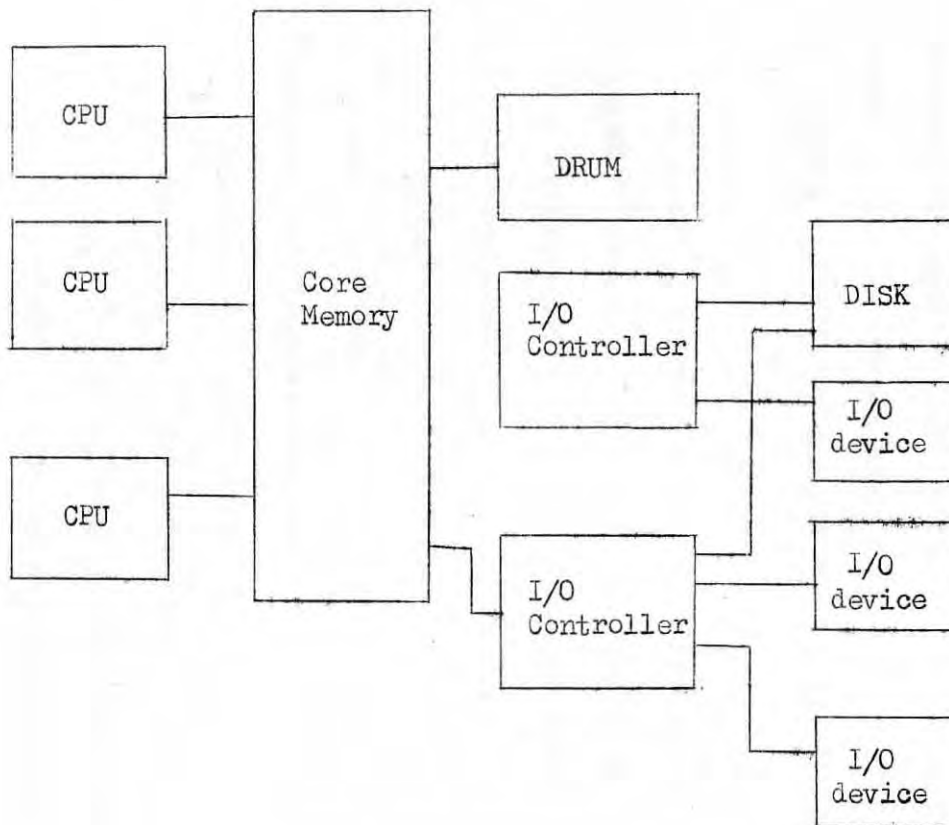 CPU
CPU
CPU
Core
Memory
DRUM
I/O
Controller
DISK
I/O
device
I/O
Controller
I/O
device
I/O
device